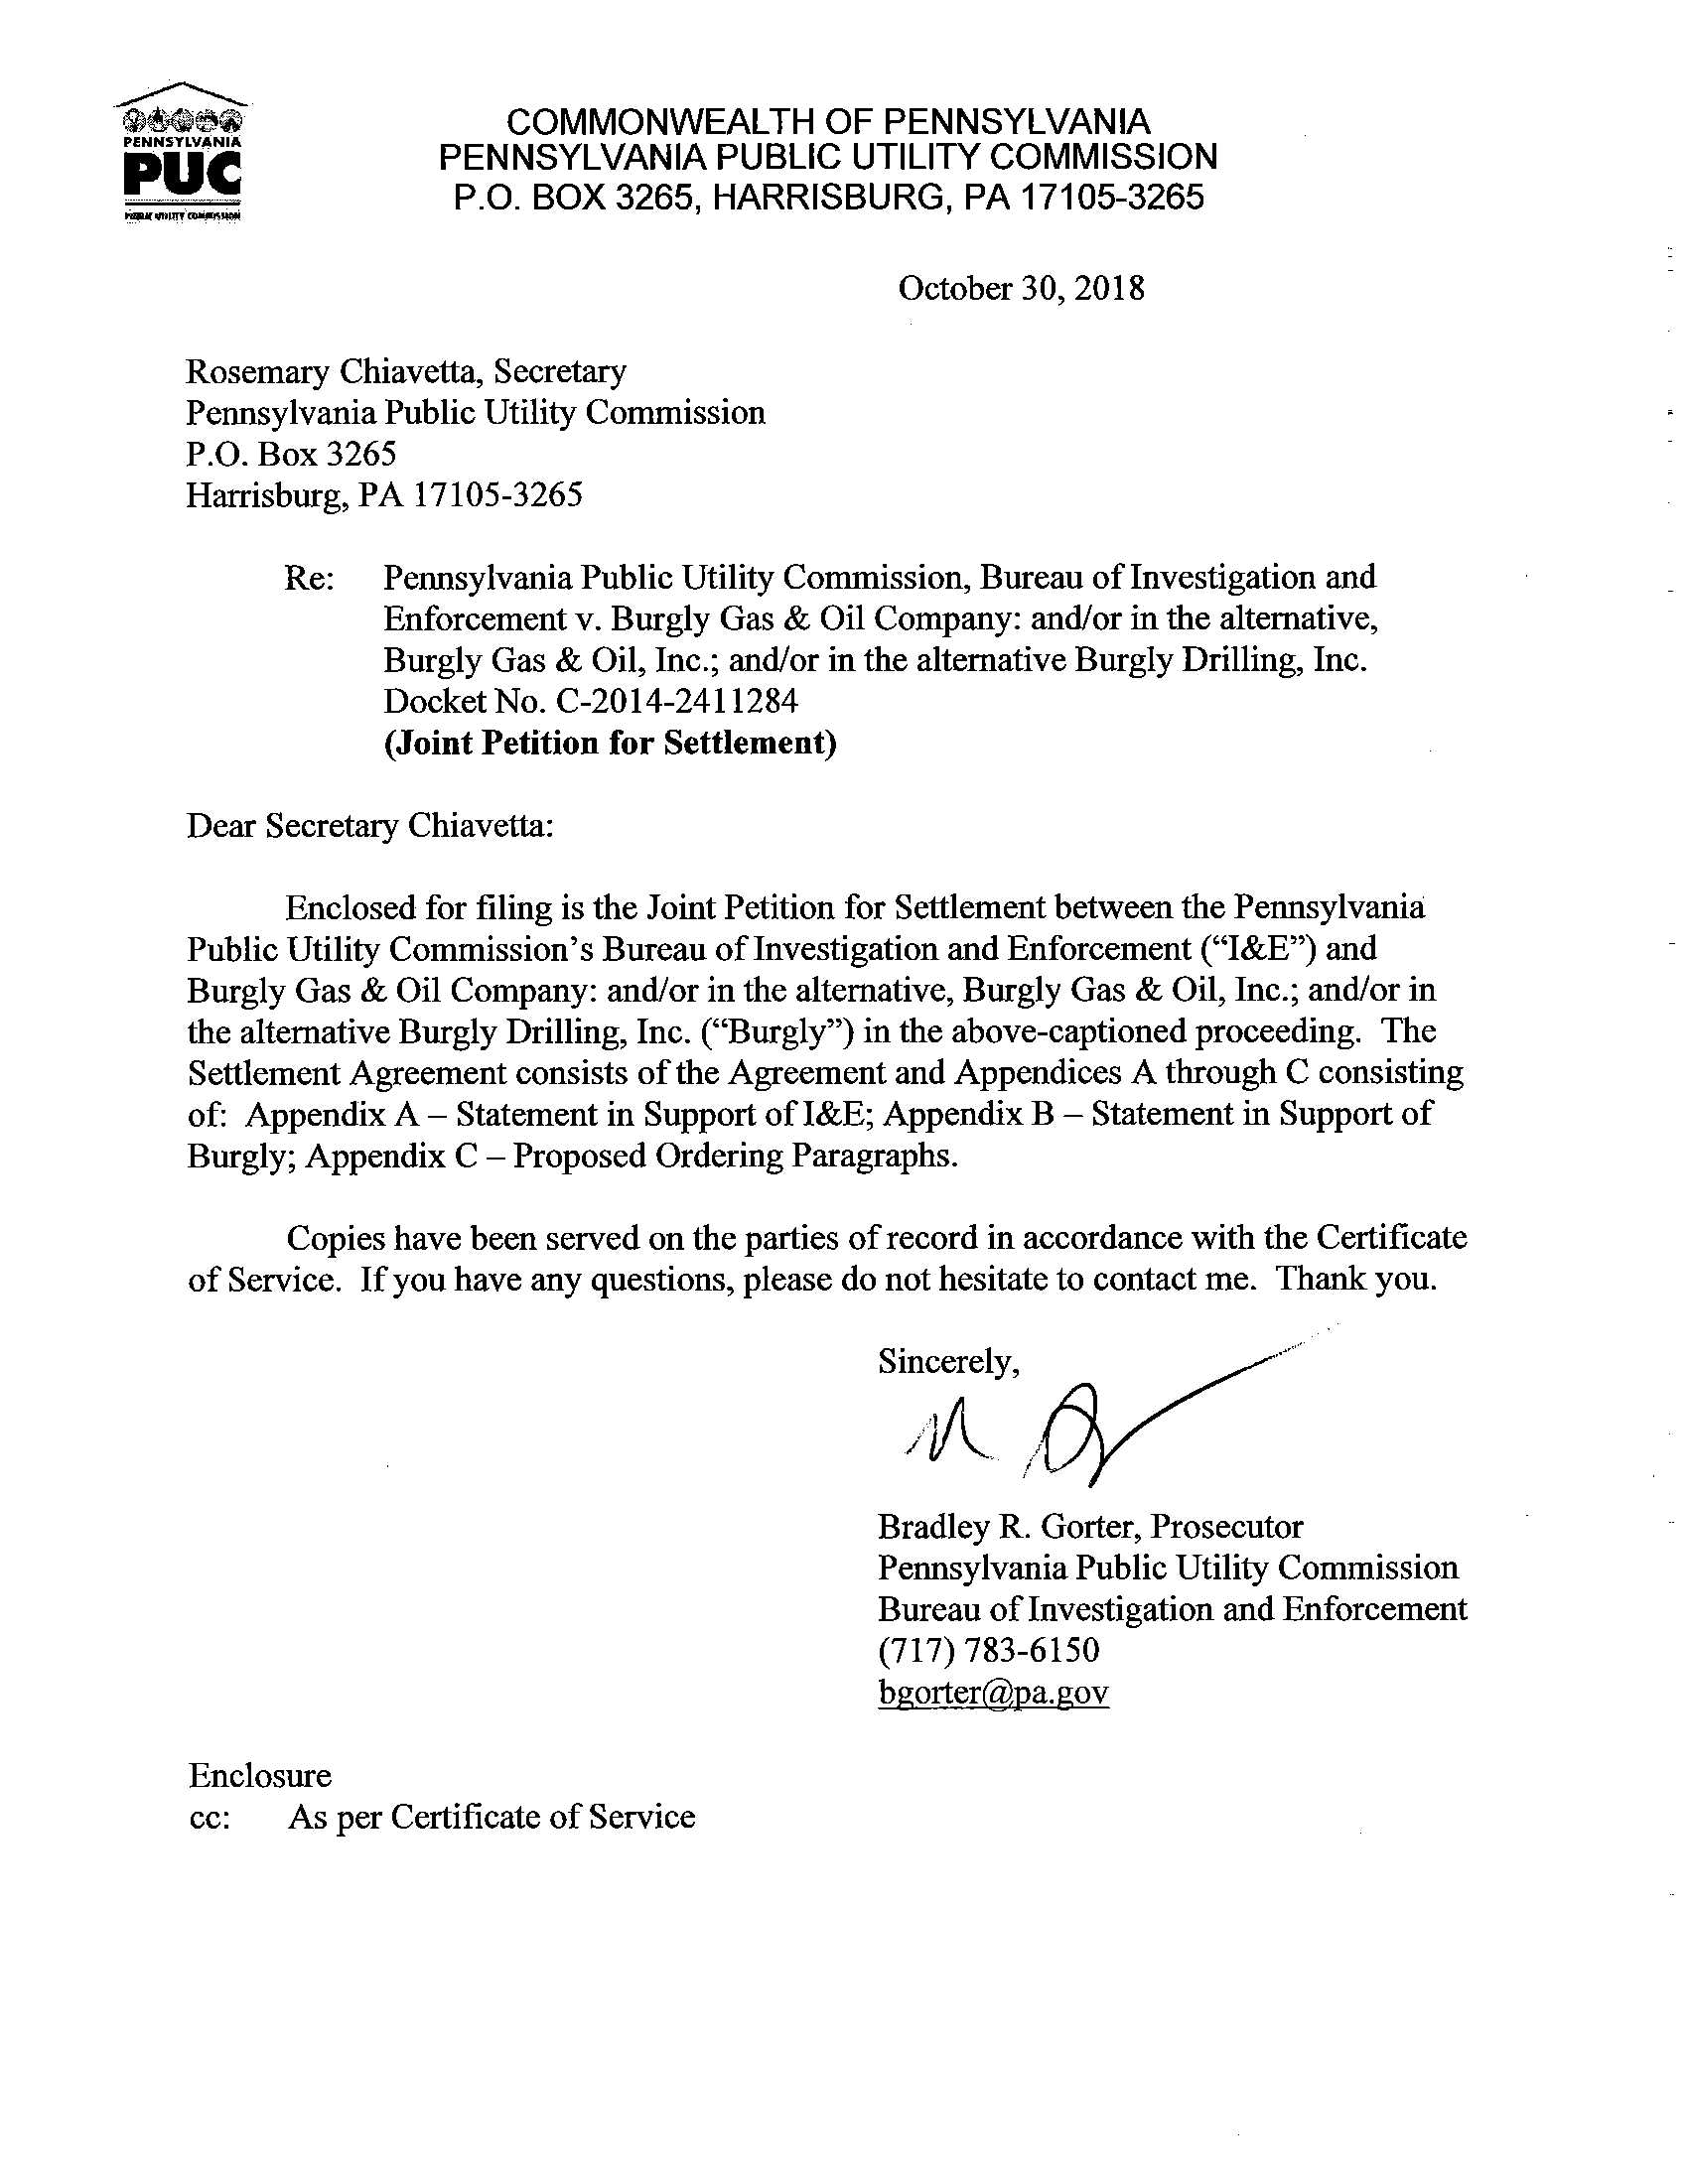 PENNSYLVANIA
PUC
PUBLIC UTILITY COMMISSION
COMMONWEALTH OF PENNSYLVANIA
PENNSYLVANIA PUBLIC UTILITY COMMISSION
P.O. BOX 3265, HARRISBURG, PA 17105-3265
October 30, 2018
Rosemary Chiavetta, Secretary
Pennsylvania Public Utility Commission
P.O. Box 3265
Harrisburg, PA 17105-3265
Re: Pennsylvania Public Utility Commission, Bureau of Investigation and
Enforcement v. Burgly Gas & Oil Company: and/or in the alternative,
Burgly Gas & Oil, Inc.; and/or in the alternative Burgly Drilling, Inc.
Docket No. C-2014-2411284
(Joint Petition for Settlement)
Dear Secretary Chiavetta:
Enclosed for filing is the Joint Petition for Settlement between the Pennsylvania
Public Utility Commission’s Bureau of Investigation and Enforcement (“I&E”) and
Burgly Gas & Oil Company: and/or in the alternative, Burgly Gas & Oil, Inc.; and/or in
the alternative Burgly Drilling, Inc. (“Burgly”) in the above-captioned proceeding. The
Settlement Agreement consists of the Agreement and Appendices A through C consisting
of: Appendix A – Statement in Support of I&E; Appendix B – Statement in Support of
Burgly; Appendix C – Proposed Ordering Paragraphs.
Copies have been served on the parties of record in accordance with the Certificate
of Service. If you have any questions, please do not hesitate to contact me. Thank you.
Sincerely,
Bradley R. Gorter, Prosecutor
Pennsylvania Public Utility Commission
Bureau of Investigation and Enforcement
(717) 783-6150
bgorter@pa.gov
Enclosure
cc: As per Certificate of Service